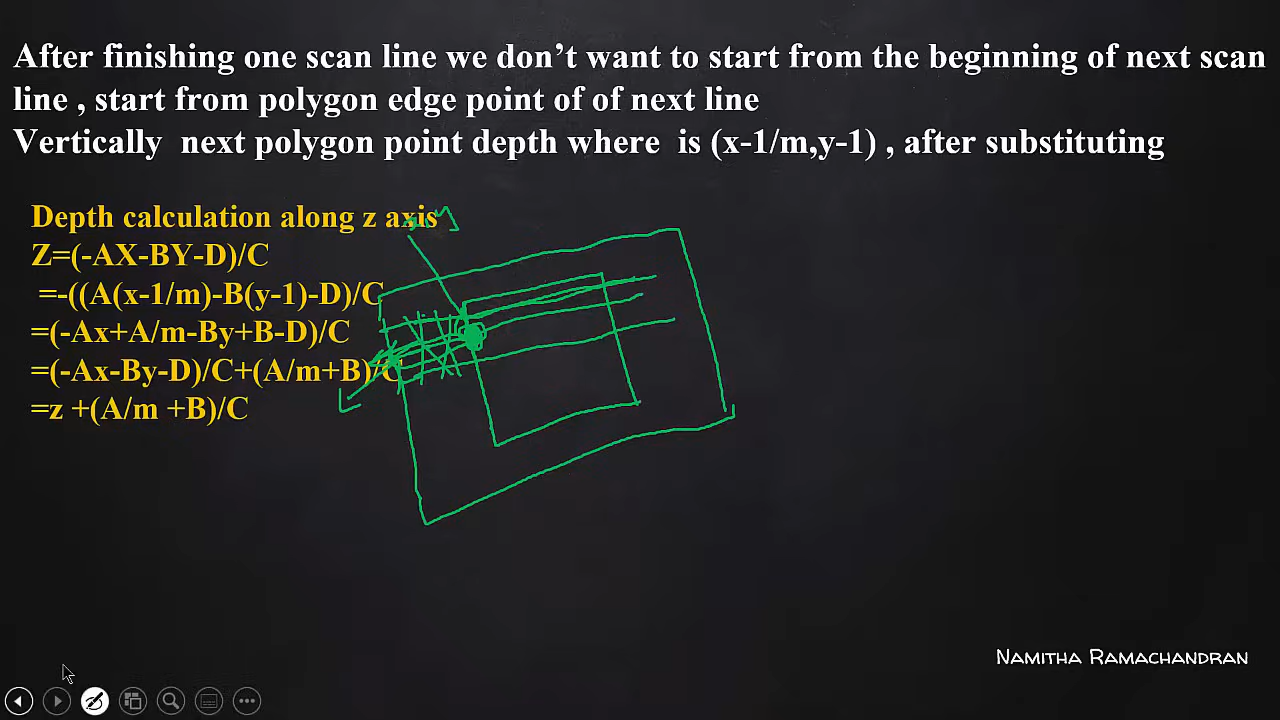 After finishing one scan line we don’t want to start from the beginning of next scan
line , start from polygon edge point of of next line
Vertically next polygon point depth where is (x-1/m,y-1) , after substituting
Depth calculation along z axis
Z=(-AX-BY-D)/C
=-((A(x-1/m)-B(y-1)-D)/C
=(-Ax+A/m-By+B-D)/C
=(-Ax-By-D)/C+(A/m+B)/C
=z +(A/m +B)/C
Namitha Ramachandran